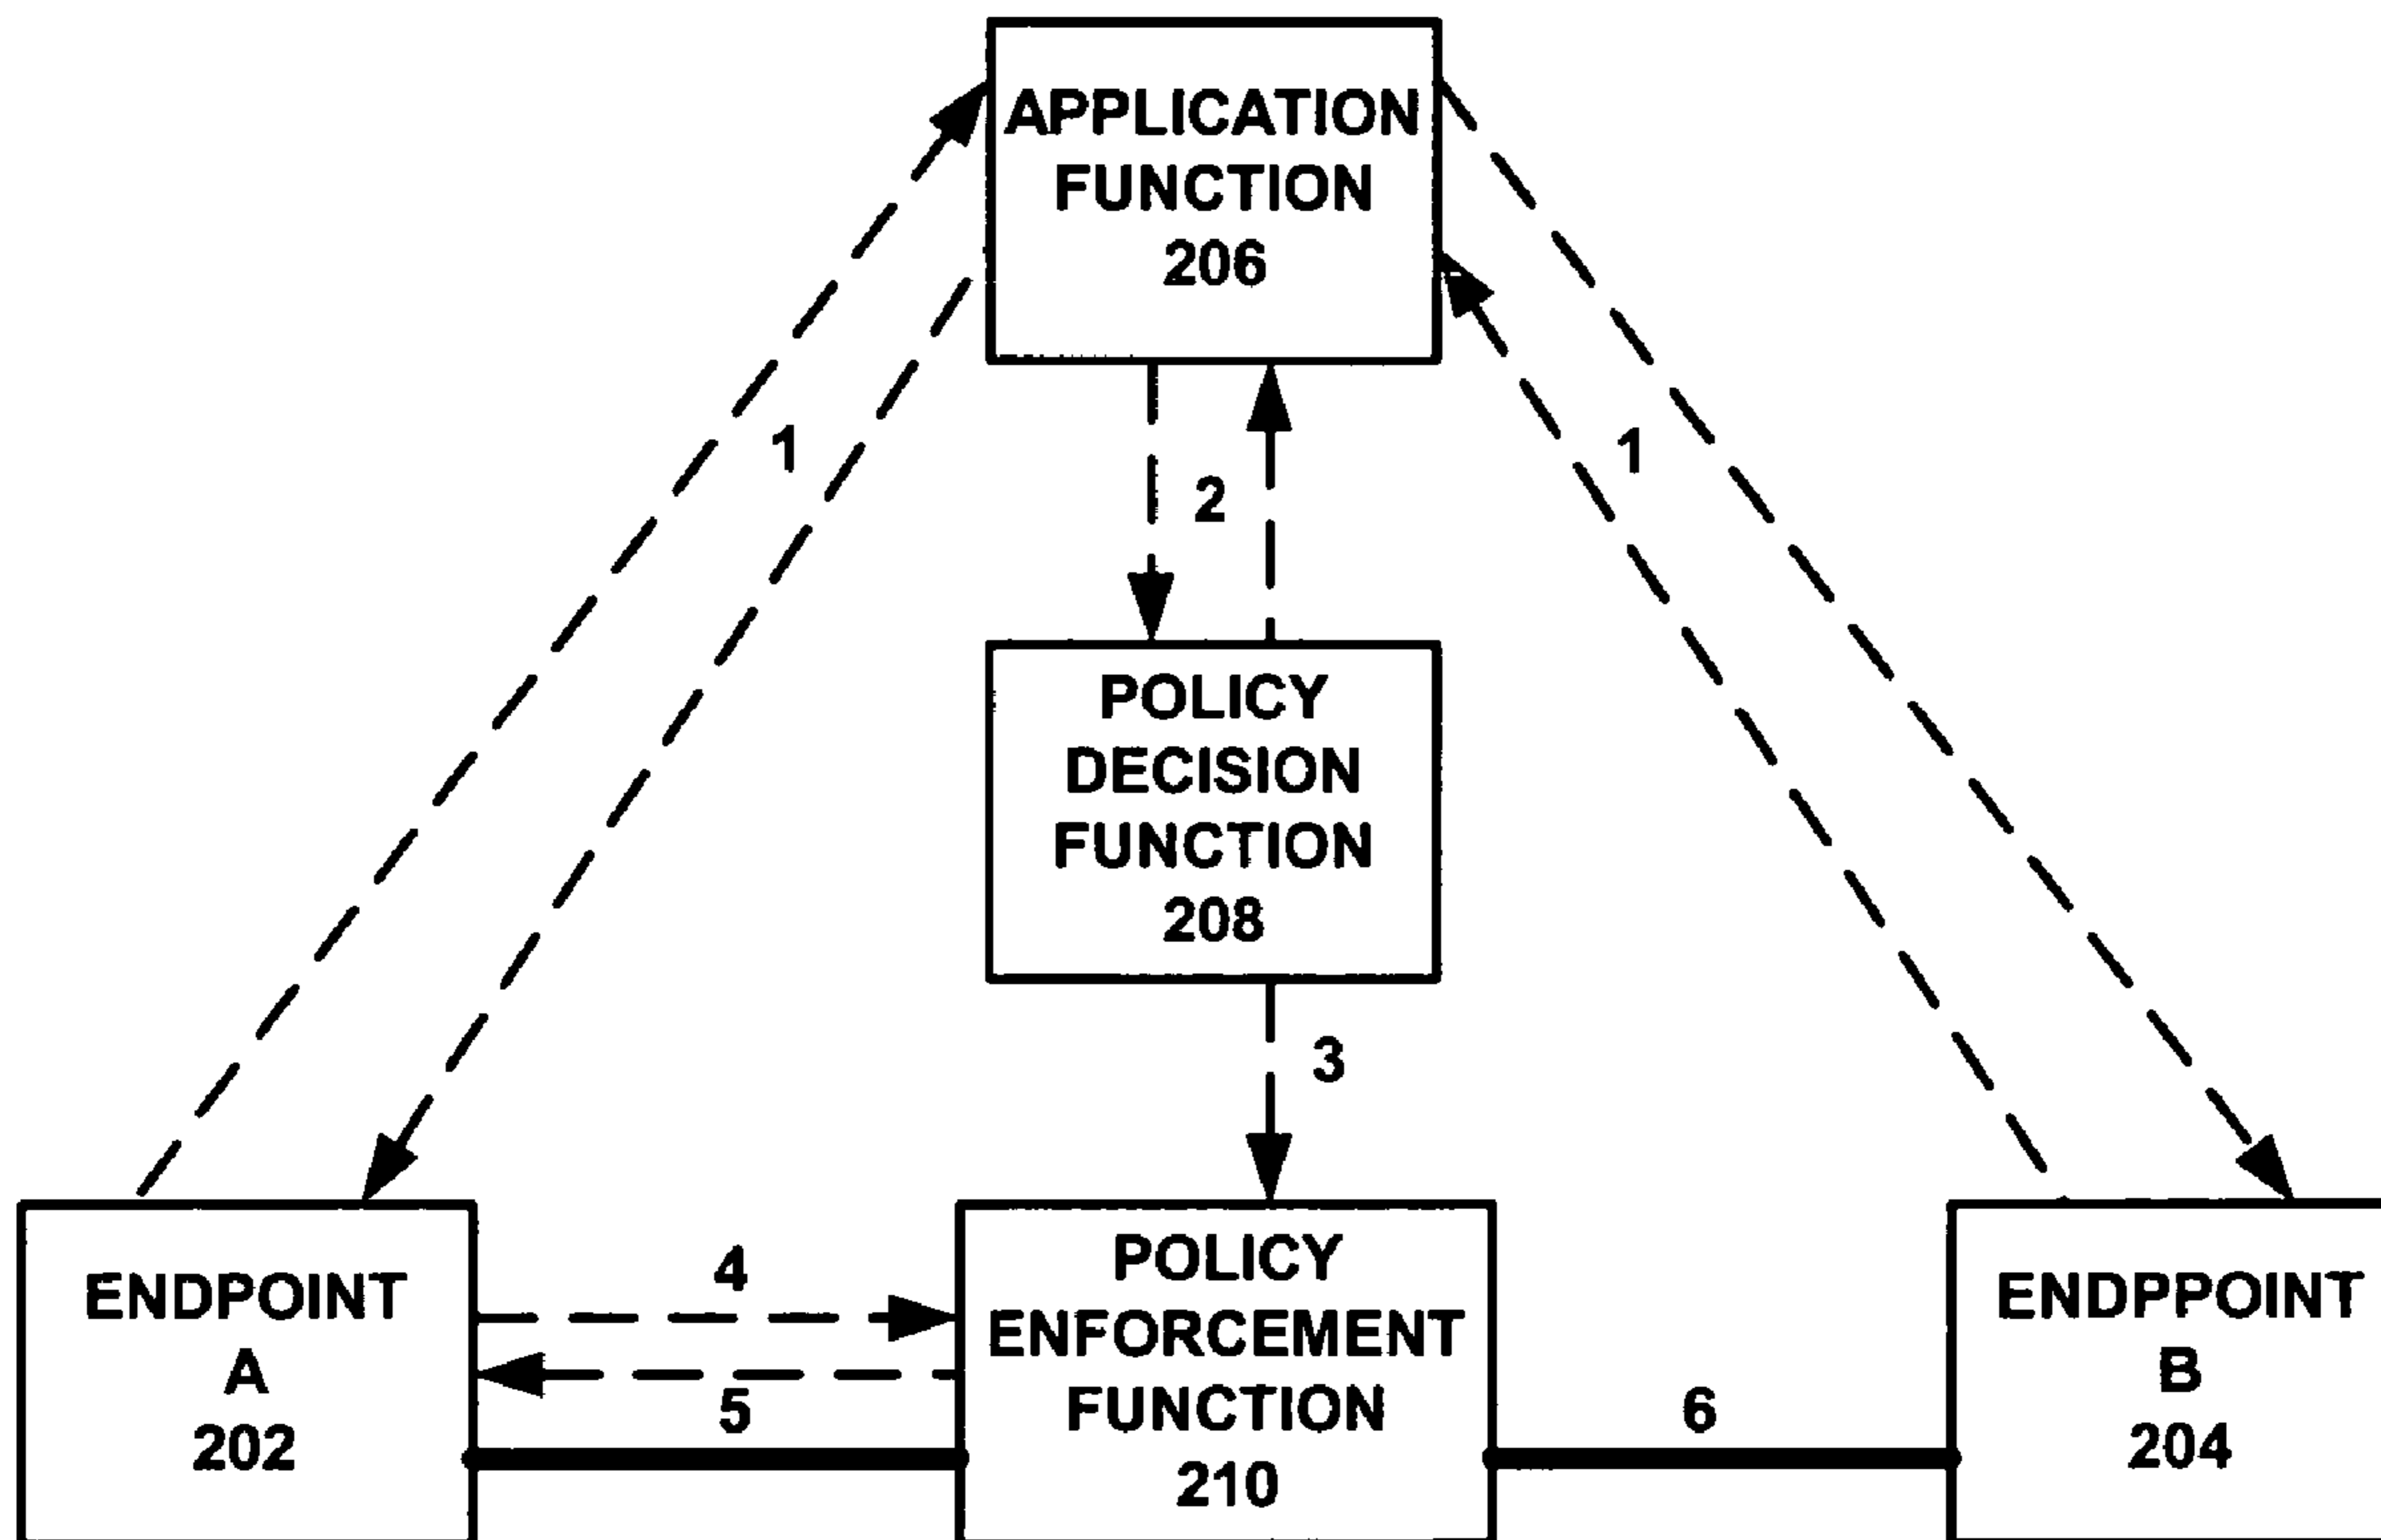 APPLICATION
FUNCTION
206
1
1
2
POLICY
DECISION
FUNCTION
208
3
ENDPOINT
A
202
4
5
POLICY
ENFORCEMENT
FUNCTION
210
6
ENDPPOINT
B
204